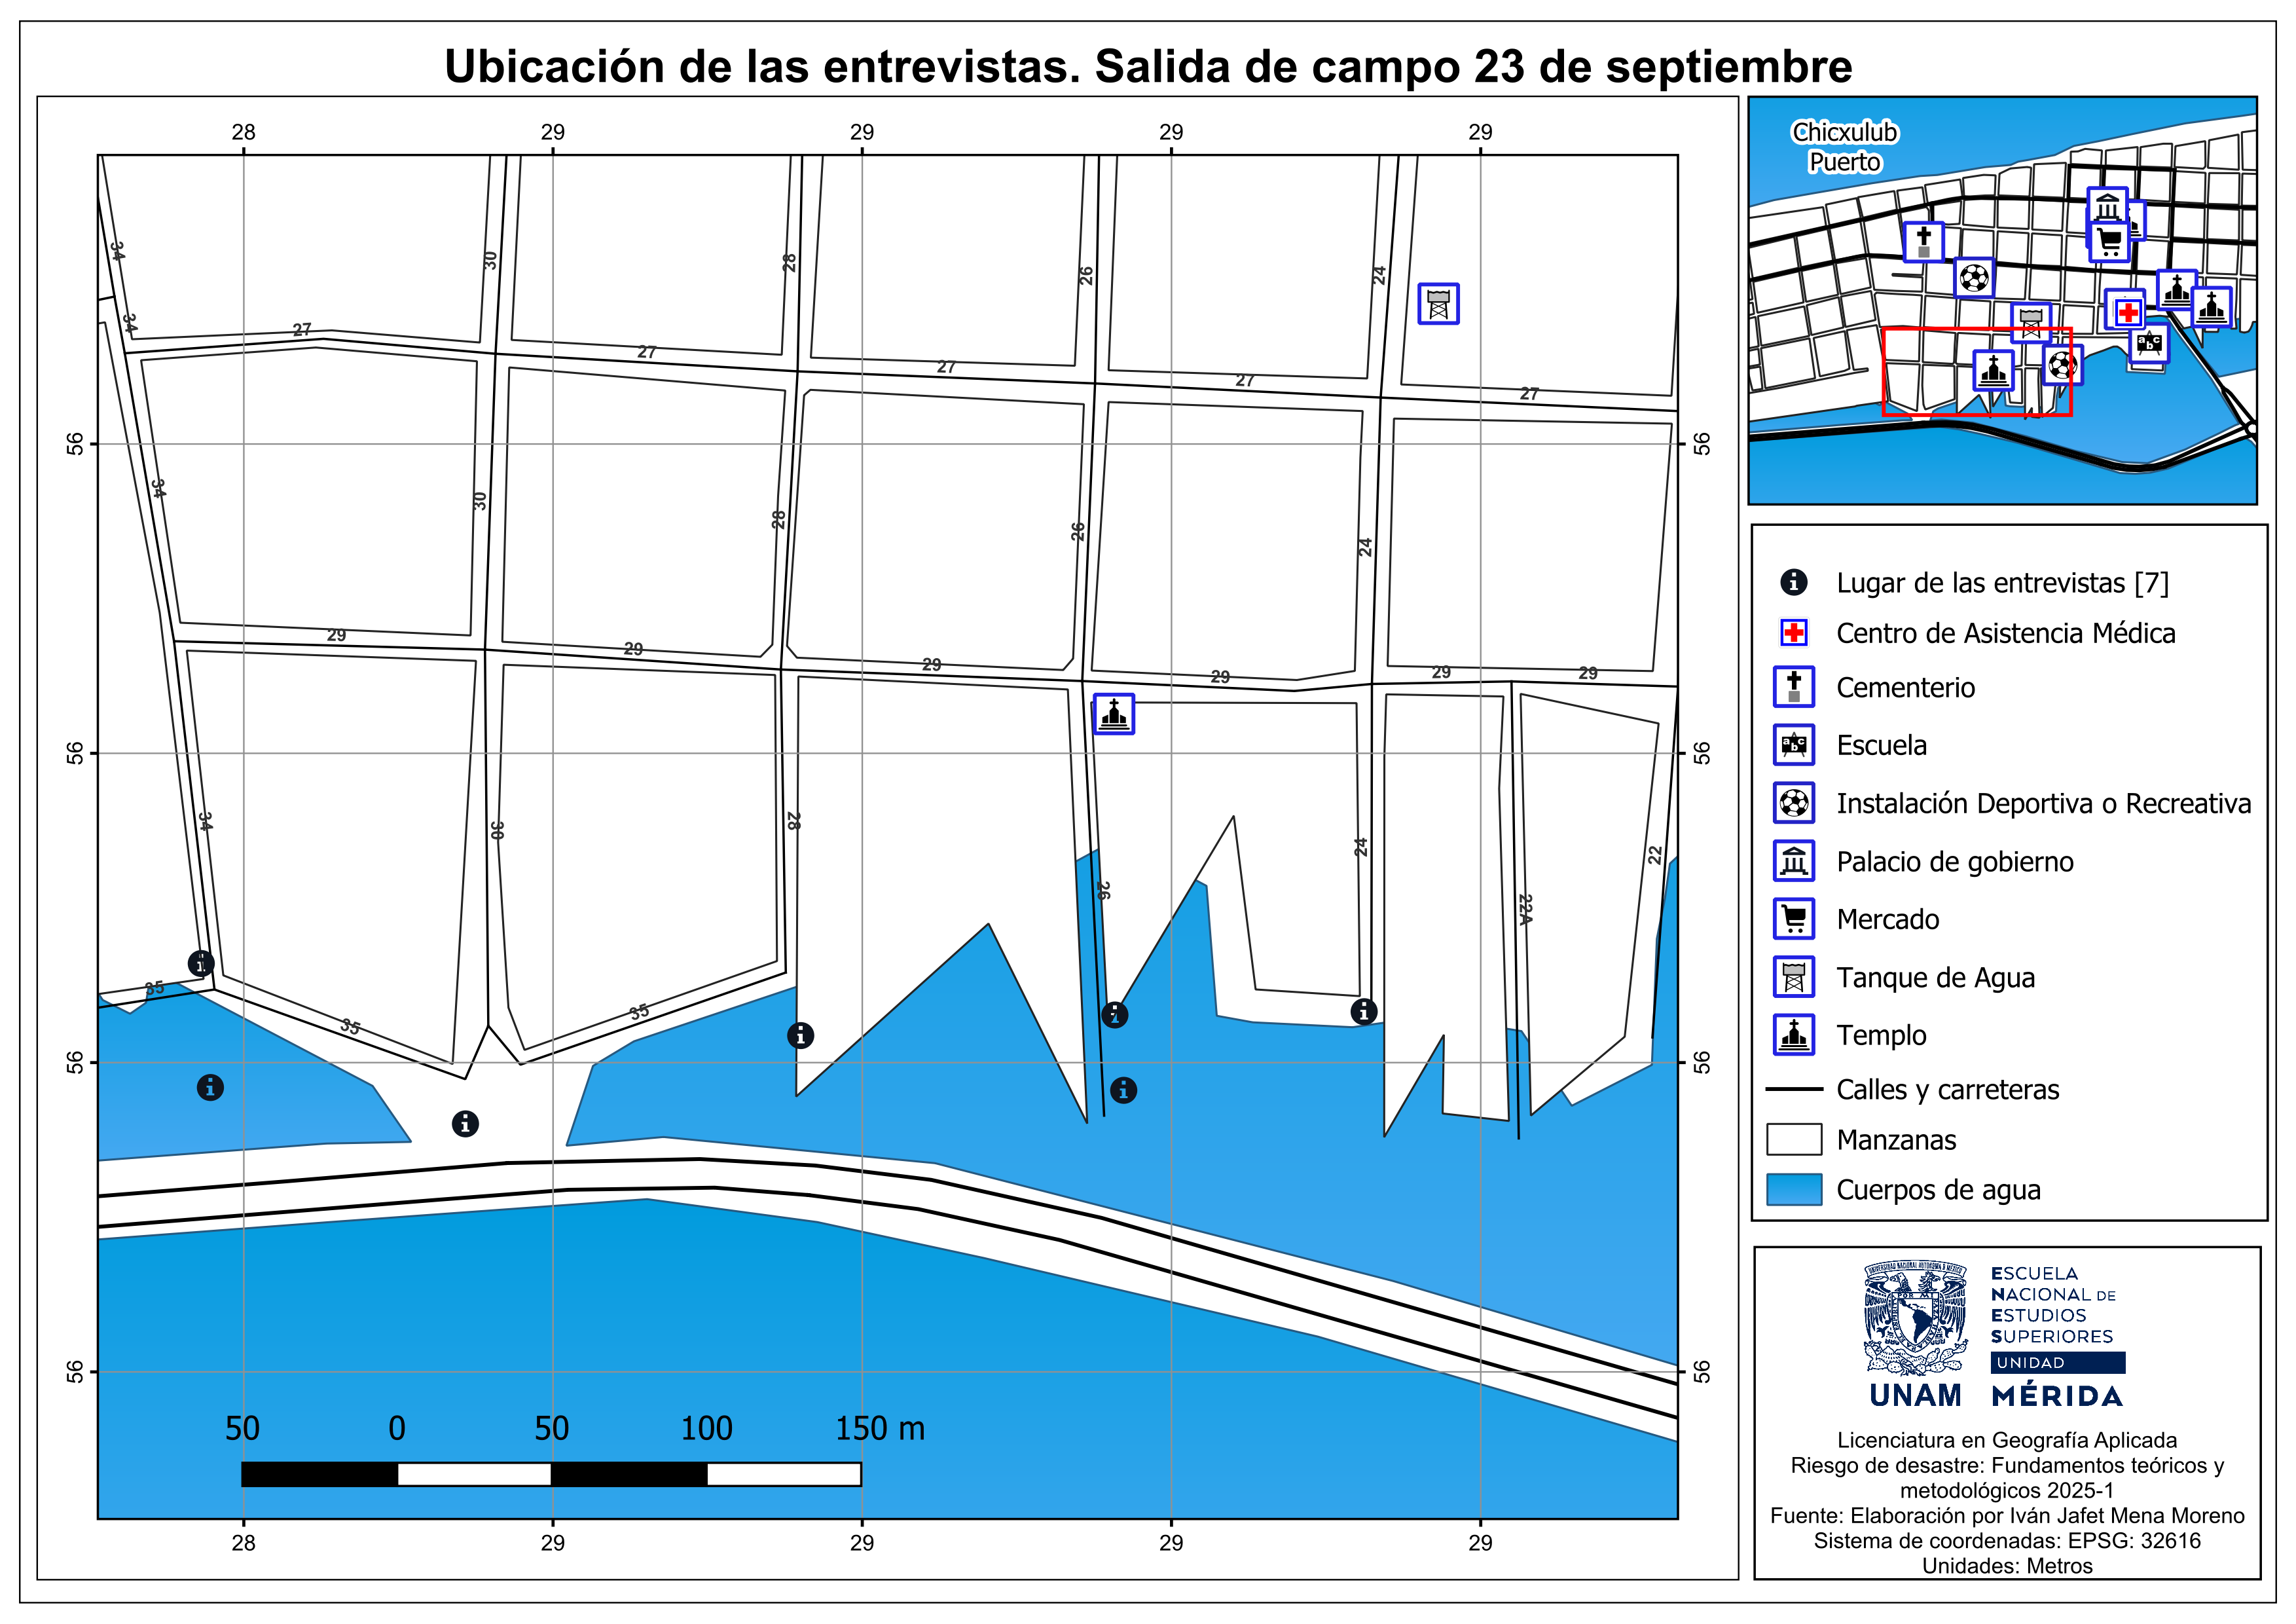 Ubicación de las entrevistas. Salida de campo 23 de septiembre
28 29 29 29 29
34 30 28 26 24
34 27 27 27 27 27
56 56
34 30 28 26 24
29 29 29 29 29 29
56 56
34 30 28 26 24 22A 22
35 35 35
56 56
56 56
50 0 50 100 150 m
28 29 29 29 29
Chicxulub
Puerto
Lugar de las entrevistas [7]
Centro de Asistencia Médica
Cementerio
Escuela
Instalación Deportiva o Recreativa
Palacio de gobierno
Mercado
Tanque de Agua
Templo
Calles y carreteras
Manzanas
Cuerpos de agua
UNAM
ESCUELA
NACIONAL DE
ESTUDIOS
SUPERIORES
UNIDAD
MÉRIDA
Licenciatura en Geografía Aplicada
Riesgo de desastre: Fundamentos teóricos y
metodológicos 2025-1
Fuente: Elaboración por Iván Jafet Mena Moreno
Sistema de coordenadas: EPSG: 32616
Unidades: Metros